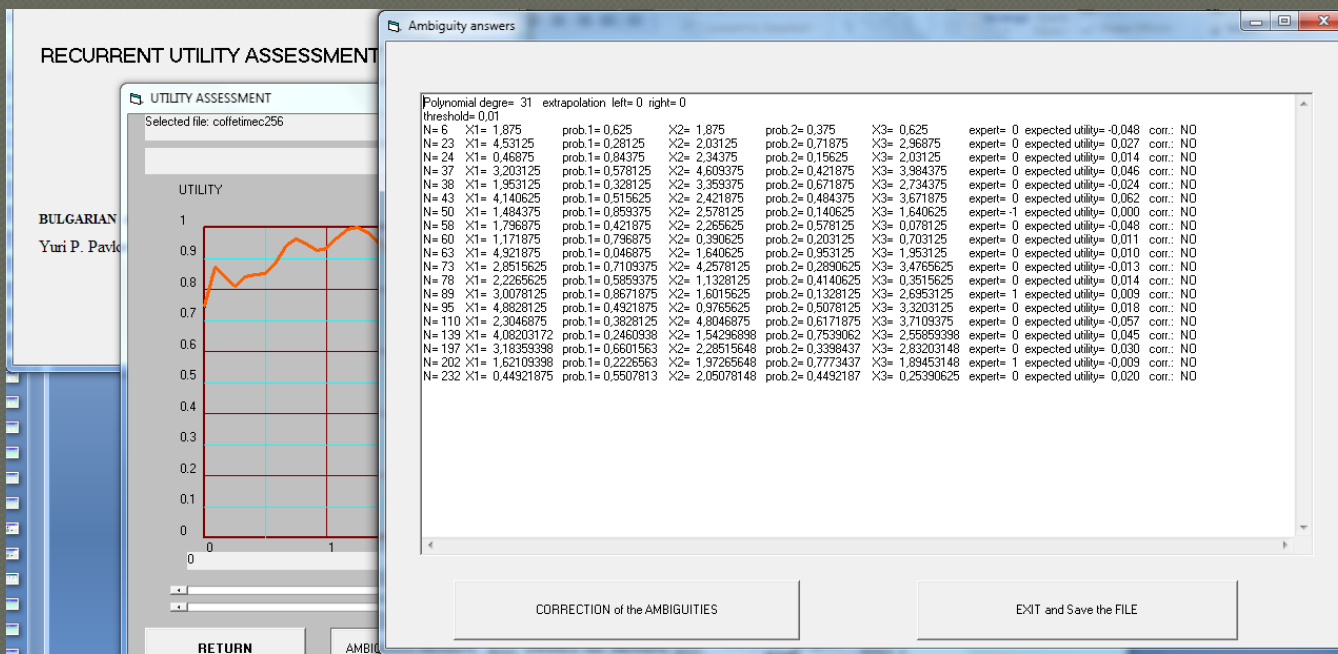 RECURRENT UTILITY ASSESSMENT
BULGARIAN
Yuri P. Pavlo
UTILITY ASSESSMENT
Selected file: coffetimec256
UTILITY
1
0.9
0.8
0.7
0.6
0.5
0.4
0.3
0.2
0.1
0
0 1
0
RETURN
AMBIG
Ambiguity answers
Polynomial degre= 31 extrapolation left= 0 right= 0
threshold= 0,01
N= 6 X1= 1,875 prob.1= 0,625 X2= 1,875 prob.2= 0,375 X3= 0,625 expert= 0 expected utility= -0,048 corr.: NO
N= 23 X1= 4,53125 prob.1= 0,28125 X2= 2,03125 prob.2= 0,71875 X3= 2,96875 expert= 0 expected utility= 0,027 corr.: NO
N= 24 X1= 0,46875 prob.1= 0,84375 X2= 2,34375 prob.2= 0,15625 X3= 2,03125 expert= 0 expected utility= 0,014 corr.: NO
N= 37 X1= 3,203125 prob.1= 0,578125 X2= 4,609375 prob.2= 0,421875 X3= 3,984375 expert= 0 expected utility= 0,046 corr.: NO
N= 38 X1= 1,953125 prob.1= 0,328125 X2= 3,359375 prob.2= 0,671875 X3= 2,734375 expert= 0 expected utility= -0,024 corr.: NO
N= 43 X1= 4,140625 prob.1= 0,515625 X2= 2,421875 prob.2= 0,484375 X3= 3,671875 expert= 0 expected utility= 0,062 corr.: NO
N= 50 X1= 1,484375 prob.1= 0,859375 X2= 2,578125 prob.2= 0,140625 X3= 1,640625 expert= -1 expected utility= 0,000 corr.: NO
N= 58 X1= 1,796875 prob.1= 0,421875 X2= 2,265625 prob.2= 0,578125 X3= 0,078125 expert= 0 expected utility= -0,048 corr.: NO
N= 60 X1= 1,171875 prob.1= 0,796875 X2= 0,390625 prob.2= 0,203125 X3= 0,703125 expert= 0 expected utility= 0,011 corr.: NO
N= 63 X1= 4,921875 prob.1= 0,046875 X2= 1,640625 prob.2= 0,953125 X3= 1,953125 expert= 0 expected utility= 0,010 corr.: NO
N= 73 X1= 2,8515625 prob.1= 0,7109375 X2= 4,2578125 prob.2= 0,2890625 X3= 3,4765625 expert= 0 expected utility= -0,013 corr.: NO
N= 78 X1= 2,2265625 prob.1= 0,5859375 X2= 1,1328125 prob.2= 0,4140625 X3= 0,3515625 expert= 0 expected utility= 0,014 corr.: NO
N= 89 X1= 3,0078125 prob.1= 0,8671875 X2= 1,6015625 prob.2= 0,1328125 X3= 2,6953125 expert= 1 expected utility= 0,009 corr.: NO
N= 95 X1= 4,8828125 prob.1= 0,4921875 X2= 0,9765625 prob.2= 0,5078125 X3= 3,3203125 expert= 0 expected utility= 0,018 corr.: NO
N= 110 X1= 2,3046875 prob.1= 0,3828125 X2= 4,8046875 prob.2= 0,6171875 X3= 3,7109375 expert= 0 expected utility= -0,057 corr.: NO
N= 139 X1= 4,08203172 prob.1= 0,2460938 X2= 1,54296898 prob.2= 0,7539062 X3= 2,55859398 expert= 0 expected utility= 0,045 corr.: NO
N= 197 X1= 3,18359398 prob.1= 0,6601563 X2= 2,28515648 prob.2= 0,3398437 X3= 2,83203148 expert= 0 expected utility= 0,030 corr.: NO
N= 202 X1= 1,62109398 prob.1= 0,2226563 X2= 1,97265648 prob.2= 0,7773437 X3= 1,89453148 expert= 1 expected utility= -0,009 corr.: NO
N= 232 X1= 0,44921875 prob.1= 0,5507813 X2= 2,05078148 prob.2= 0,4492187 X3= 0,25390625 expert= 0 expected utility= 0,020 corr.: NO
CORRECTION of the AMBIGUITIES
EXIT and Save the FILE